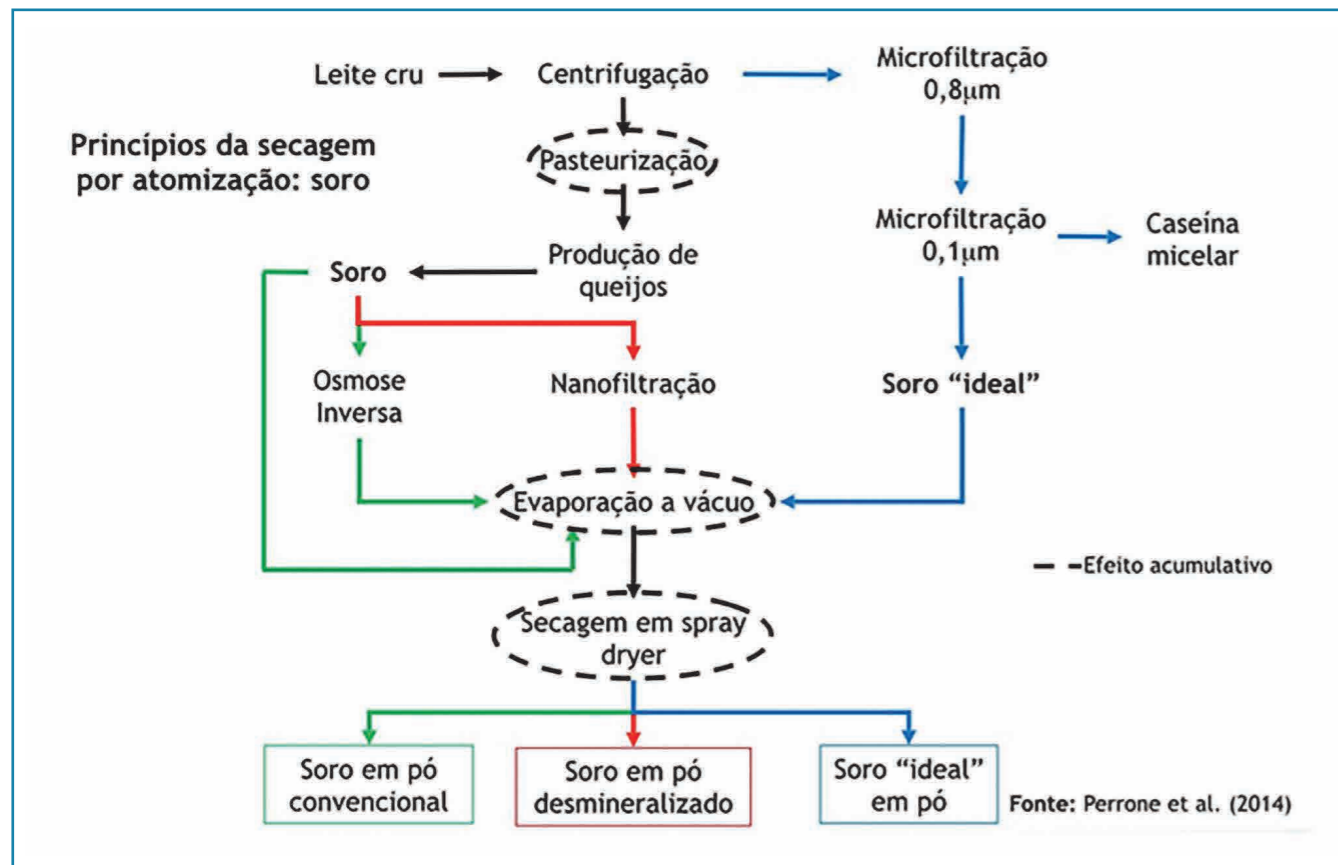 Leite cru
Centrifugação
Microfiltração
0,8μm
Princípios da secagem
por atomização: soro
Pasteurização
Microfiltração
0,1μm
Caseína
micelar
Soro
Produção de
queijos
Osmose
Inversa
Nanofiltração
Soro “ideal”
Evaporação a vácuo
Efeito acumulativo
Secagem em spray
dryer
Soro em pó
convencional
Soro em pó
desmineralizado
Soro “ideal”
em pó
Fonte: Perrone et al. (2014)